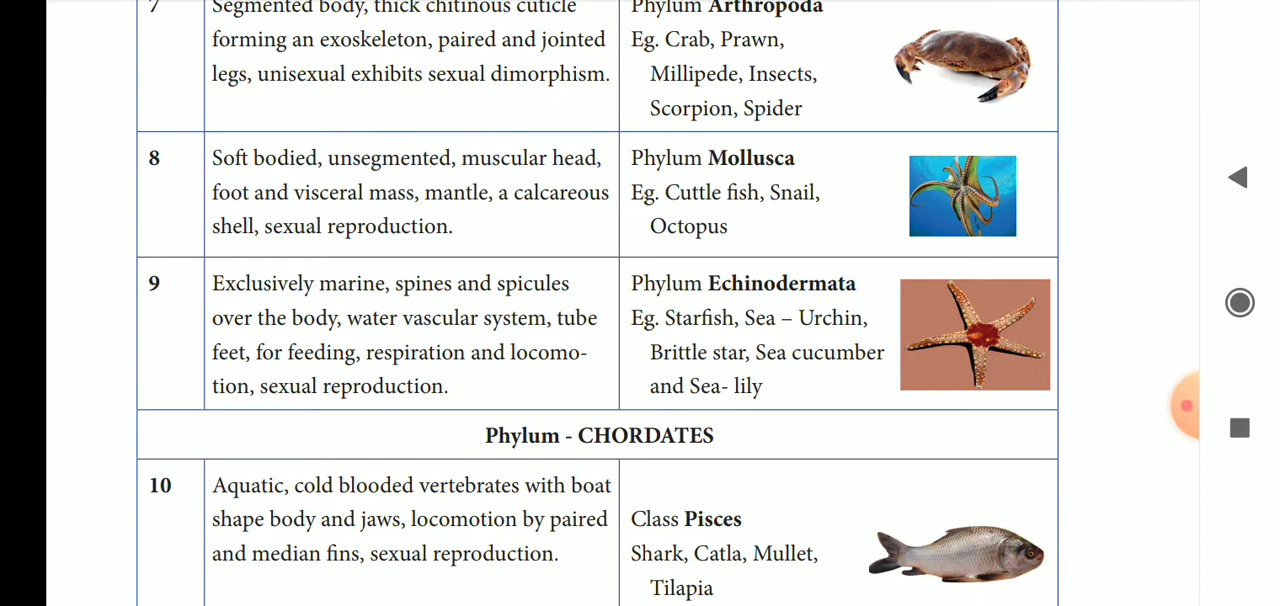 7
Segmented body, thick chitinous cuticle
forming an exoskeleton, paired and jointed
legs, unisexual exhibits sexual dimorphism.
Phylum Arthropoda
Eg. Crab, Prawn,
Millipede, Insects,
Scorpion, Spider
8
Soft bodied, unsegmented, muscular head,
foot and visceral mass, mantle, a calcareous
shell, sexual reproduction.
Phylum Mollusca
Eg. Cuttle fish, Snail,
Octopus
9
Exclusively marine, spines and spicules
over the body, water vascular system, tube
feet, for feeding, respiration and locomo-
tion, sexual reproduction.
Phylum Echinodermata
Eg. Starfish, Sea – Urchin,
Brittle star, Sea cucumber
and Sea- lily
Phylum - CHORDATES
10
Aquatic, cold blooded vertebrates with boat
shape body and jaws, locomotion by paired
and median fins, sexual reproduction.
Class Pisces
Shark, Catla, Mullet,
Tilapia